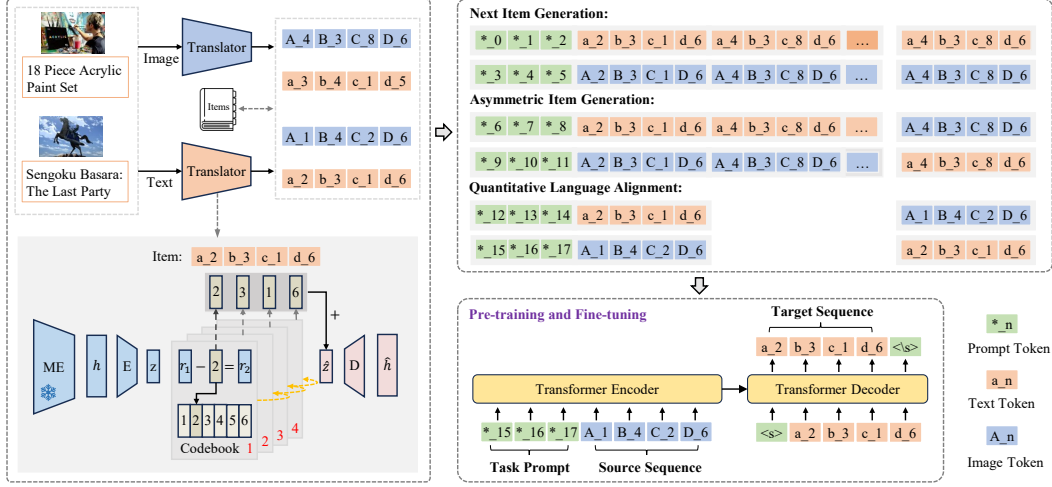 18 Piece Acrylic
Paint Set
Image
Translator
A_4 B_3 C_8 D_6
a_3 b_4 c_1 d_5
Items
Sengoku Basara:
The Last Party
Text
Translator
A_1 B_4 C_2 D_6
a_2 b_3 c_1 d_6
Item: a_2 b_3 c_1 d_6
2 3 1 6
+
ME h E z r₁ − 2 = r₂ ẑ D ĥ
1 2 3 4 5 6
Codebook 1 2 3 4
Next Item Generation:
*_0 *_1 *_2 a_2 b_3 c_1 d_6 a_4 b_3 c_8 d_6 ... a_4 b_3 c_8 d_6
*_3 *_4 *_5 A_2 B_3 C_1 D_6 A_4 B_3 C_8 D_6 ... A_4 B_3 C_8 D_6
Asymmetric Item Generation:
*_6 *_7 *_8 a_2 b_3 c_1 d_6 a_4 b_3 c_8 d_6 ... A_4 B_3 C_8 D_6
*_9 *_10 *_11 A_2 B_3 C_1 D_6 A_4 B_3 C_8 D_6 ... a_4 b_3 c_8 d_6
Quantitative Language Alignment:
*_12 *_13 *_14 a_2 b_3 c_1 d_6 A_1 B_4 C_2 D_6
*_15 *_16 *_17 A_1 B_4 C_2 D_6 a_2 b_3 c_1 d_6
Pre-training and Fine-tuning
Target Sequence
a_2 b_3 c_1 d_6 <\s>
Transformer Encoder
Transformer Decoder
*_15 *_16 *_17 A_1 B_4 C_2 D_6
<s> a_2 b_3 c_1 d_6
Task Prompt
Source Sequence
*_n
Prompt Token
a_n
Text Token
A_n
Image Token